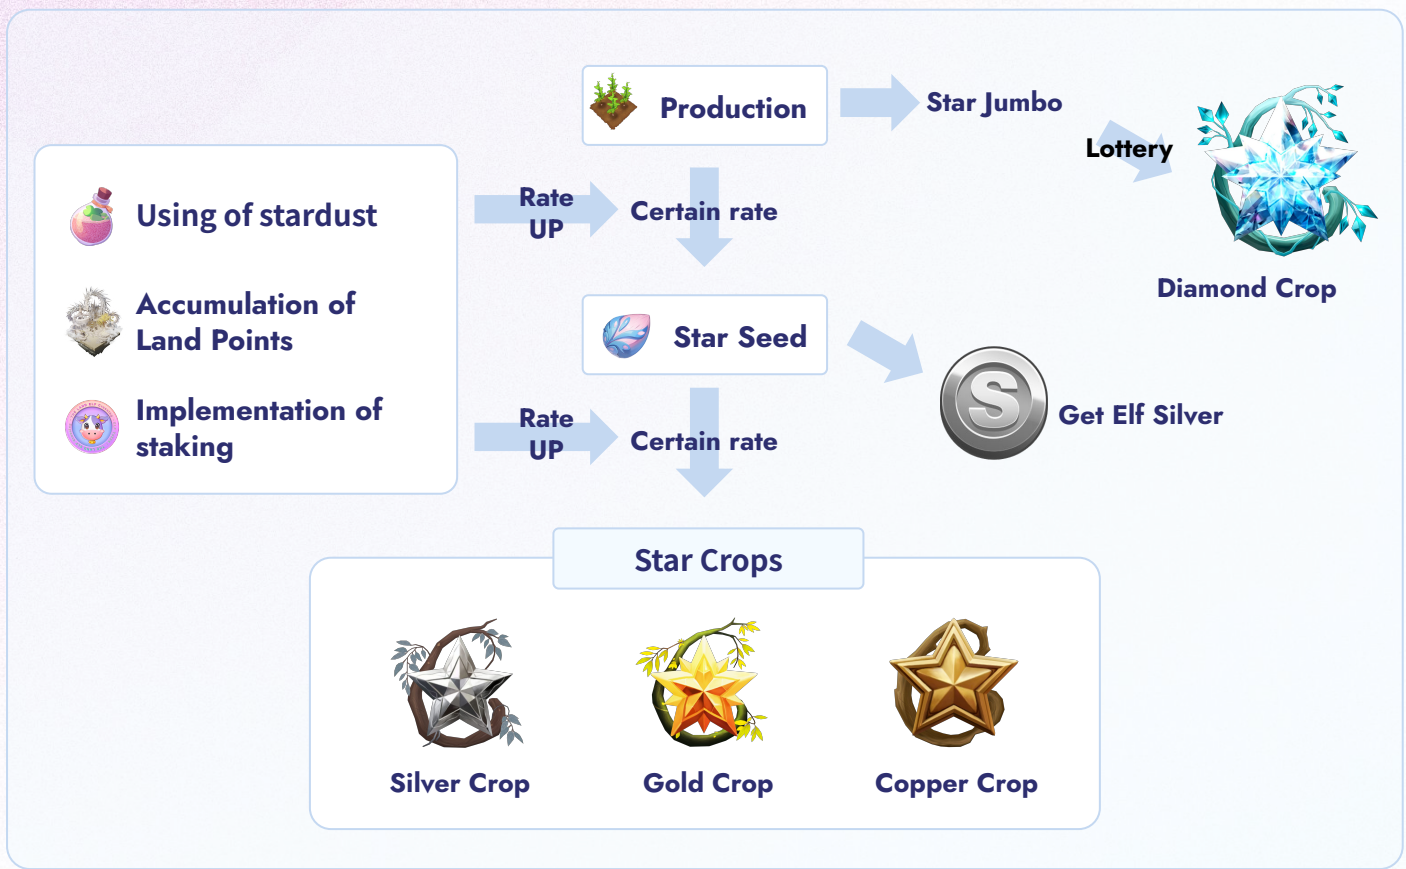 Production
Star Jumbo
Lottery
Diamond Crop
Using of stardust
Accumulation of
Land Points
Implementation of
staking
Rate
UP
Certain rate
Star Seed
Get Elf Silver
Rate
UP
Certain rate
Star Crops
Silver Crop
Gold Crop
Copper Crop
S